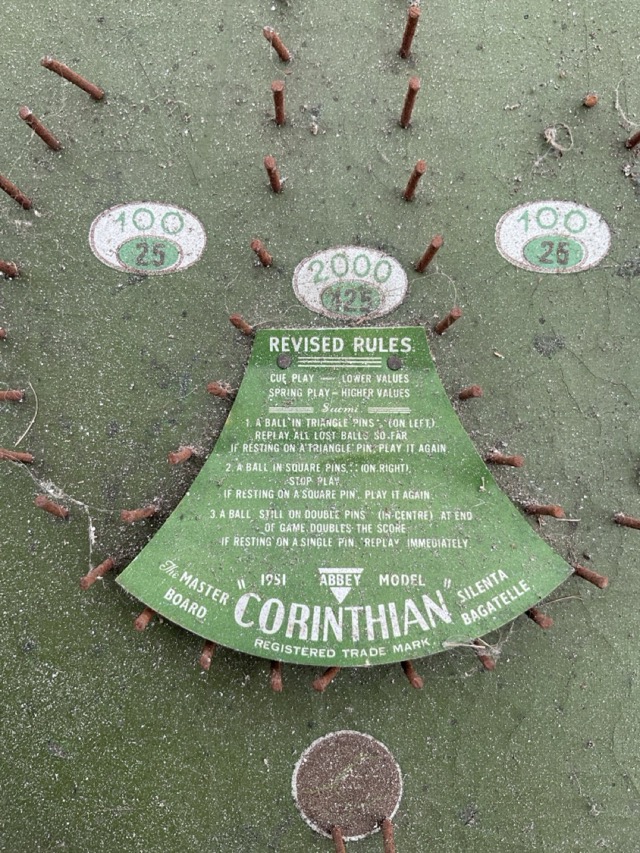 100
25
100
25
2000
125
REVISED RULES
CUE PLAY — LOWER VALUES
SPRING PLAY – HIGHER VALUES
Suomi
1. A BALL IN TRIANGLE PINS ∴ (ON LEFT).
REPLAY ALL LOST BALLS SO FAR
IF RESTING ON A TRIANGLE PIN, PLAY IT AGAIN
2. A BALL IN SQUARE PINS, :: (ON RIGHT),
STOP PLAY.
IF RESTING ON A SQUARE PIN, PLAY IT AGAIN.
3. A BALL STILL ON DOUBLE PINS (IN CENTRE) AT END
OF GAME, DOUBLES THE SCORE
IF RESTING ON A SINGLE PIN, REPLAY IMMEDIATELY
The MASTER BOARD
"1951 ABBEY MODEL"
CORINTHIAN
REGISTERED TRADE MARK
SILENTA BAGATELLE